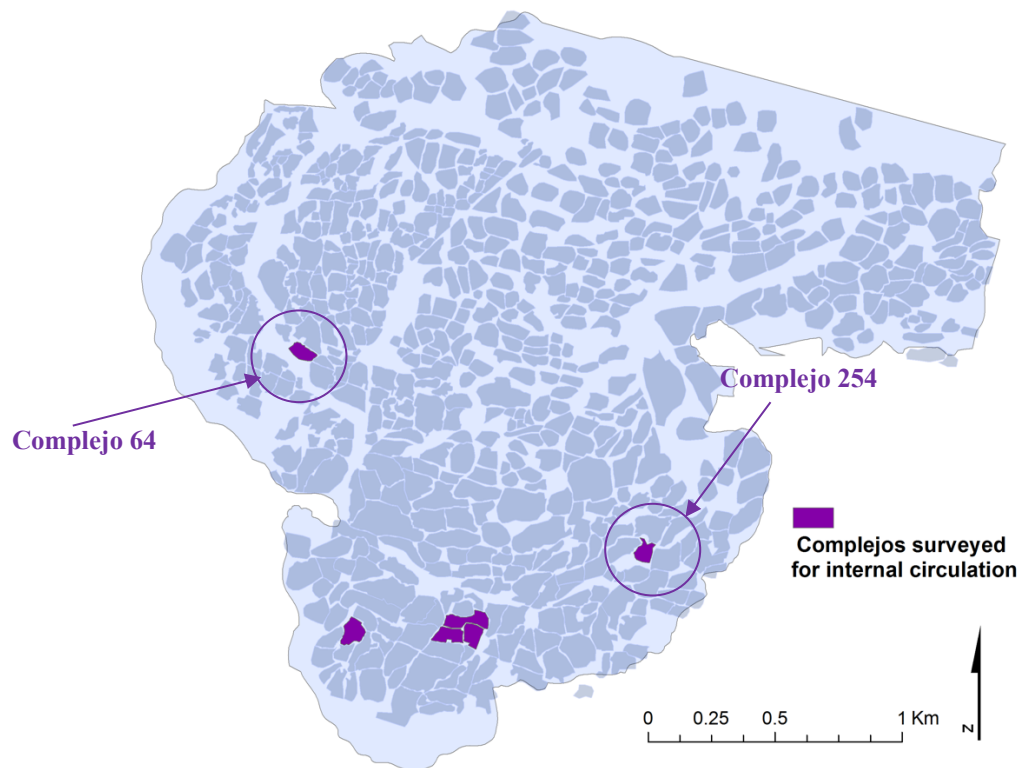 Complejo 254
Complejo 64
Complejos surveyed
for internal circulation
0 0.25 0.5 1 Km
N